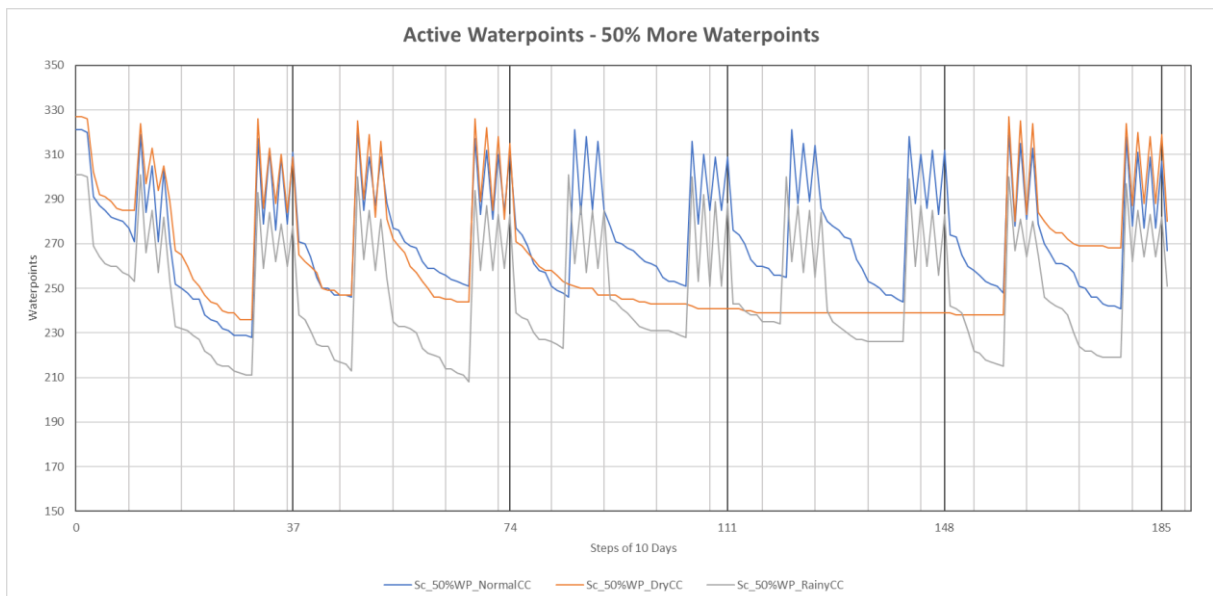 Active Waterpoints - 50% More Waterpoints
350
330
310
290
270
250
230
210
190
170
150
Waterpoints
0 37 74 111 148 185
Steps of 10 Days
Sc_50%WP_NormalCC Sc_50%WP_DryCC Sc_50%WP_RainyCC